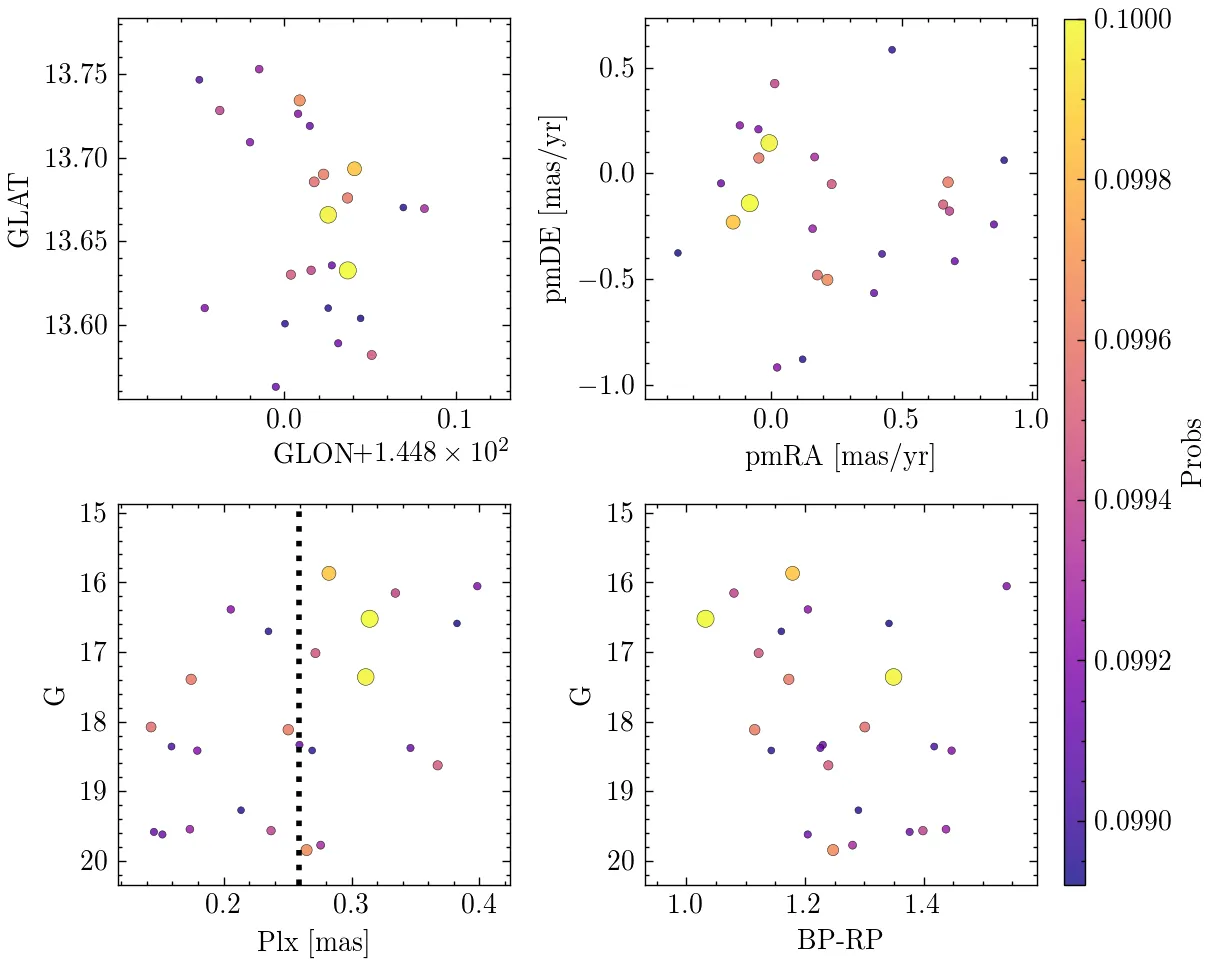 13.75
13.70
13.65
13.60
GLAT
0.0 0.1
GLON+1.448 × 10²
0.5
0.0
−0.5
−1.0
pmDE [mas/yr]
0.0 0.5 1.0
pmRA [mas/yr]
15
16
17
18
19
20
G
0.2 0.3 0.4
Plx [mas]
15
16
17
18
19
20
G
1.0 1.2 1.4
BP-RP
0.1000
0.0998
0.0996
0.0994
0.0992
0.0990
Probs